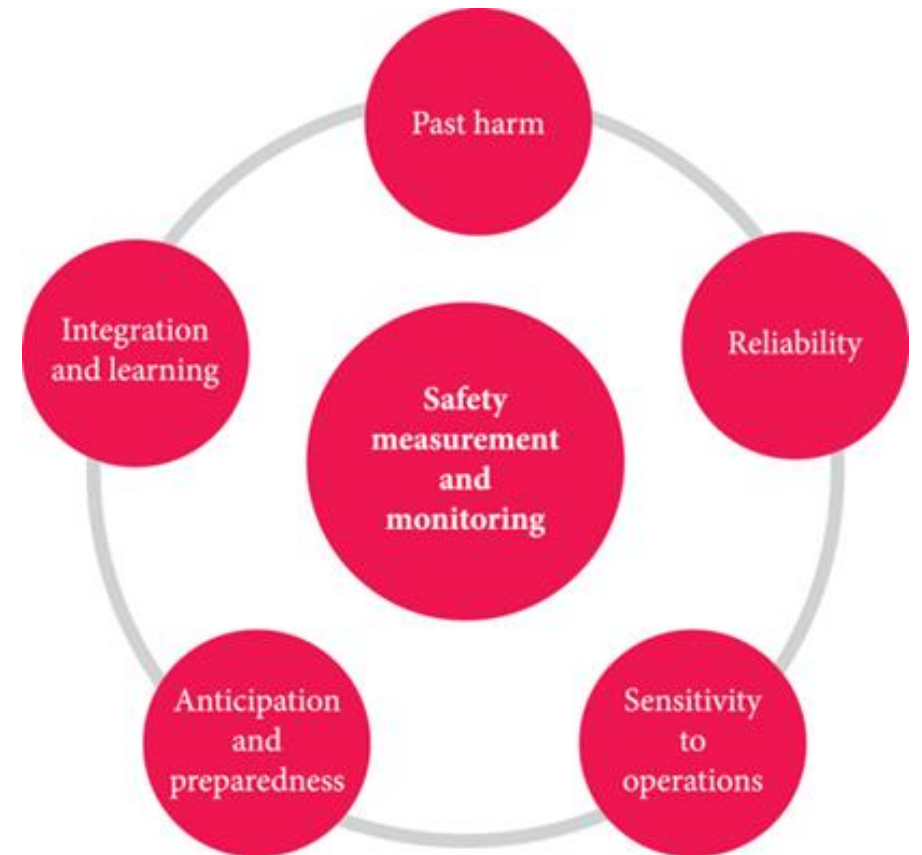 Past harm
Reliability
Sensitivity
to
operations
Anticipation
and
preparedness
Integration
and learning
Safety
measurement
and
monitoring